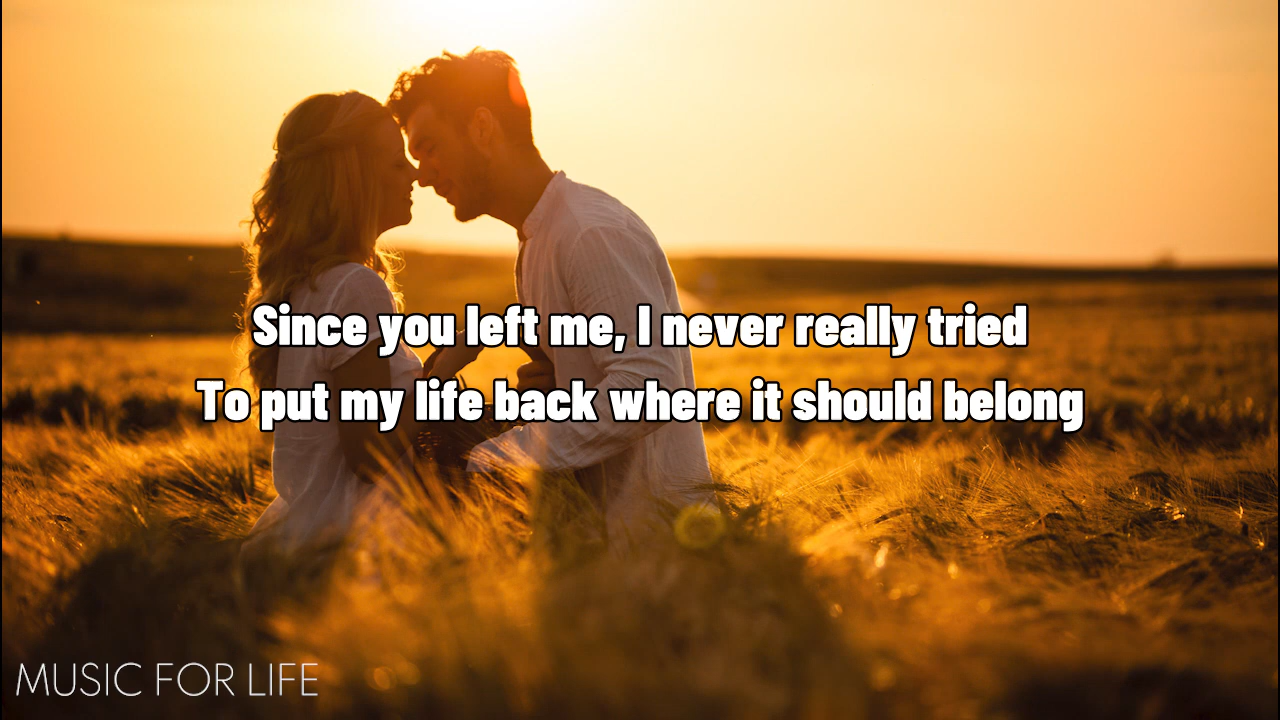 Since you left me, I never really tried
To put my life back where it should belong
MUSIC FOR LIFE